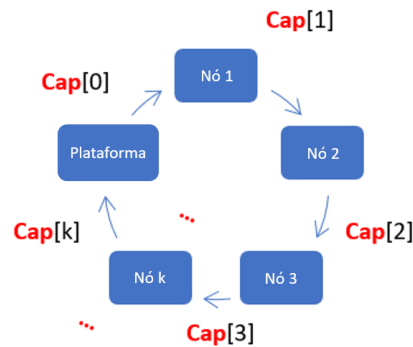 Cap[1]
Nó 1
Cap[0]
Plataforma
Nó 2
...
Cap[k]
Cap[2]
Nó k
Nó 3
...
Cap[3]